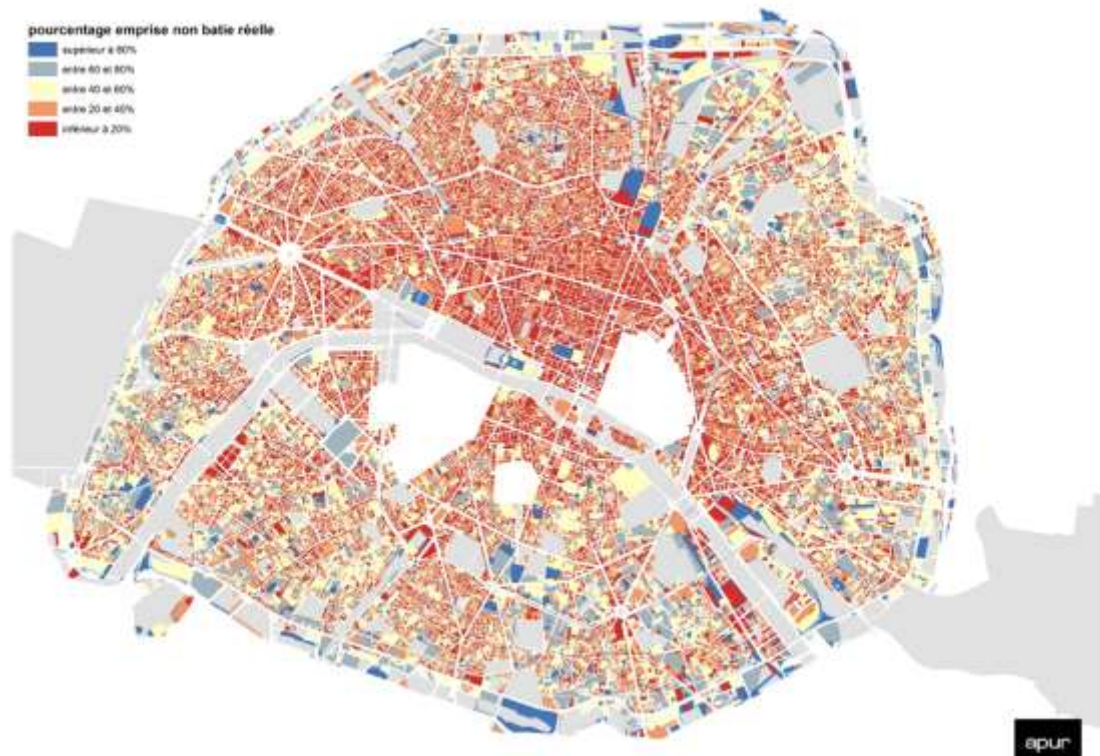 pourcentage emprise non batie réelle
supérieur à 80%
entre 60 et 80%
entre 40 et 60%
entre 20 et 40%
inférieur à 20%
apur